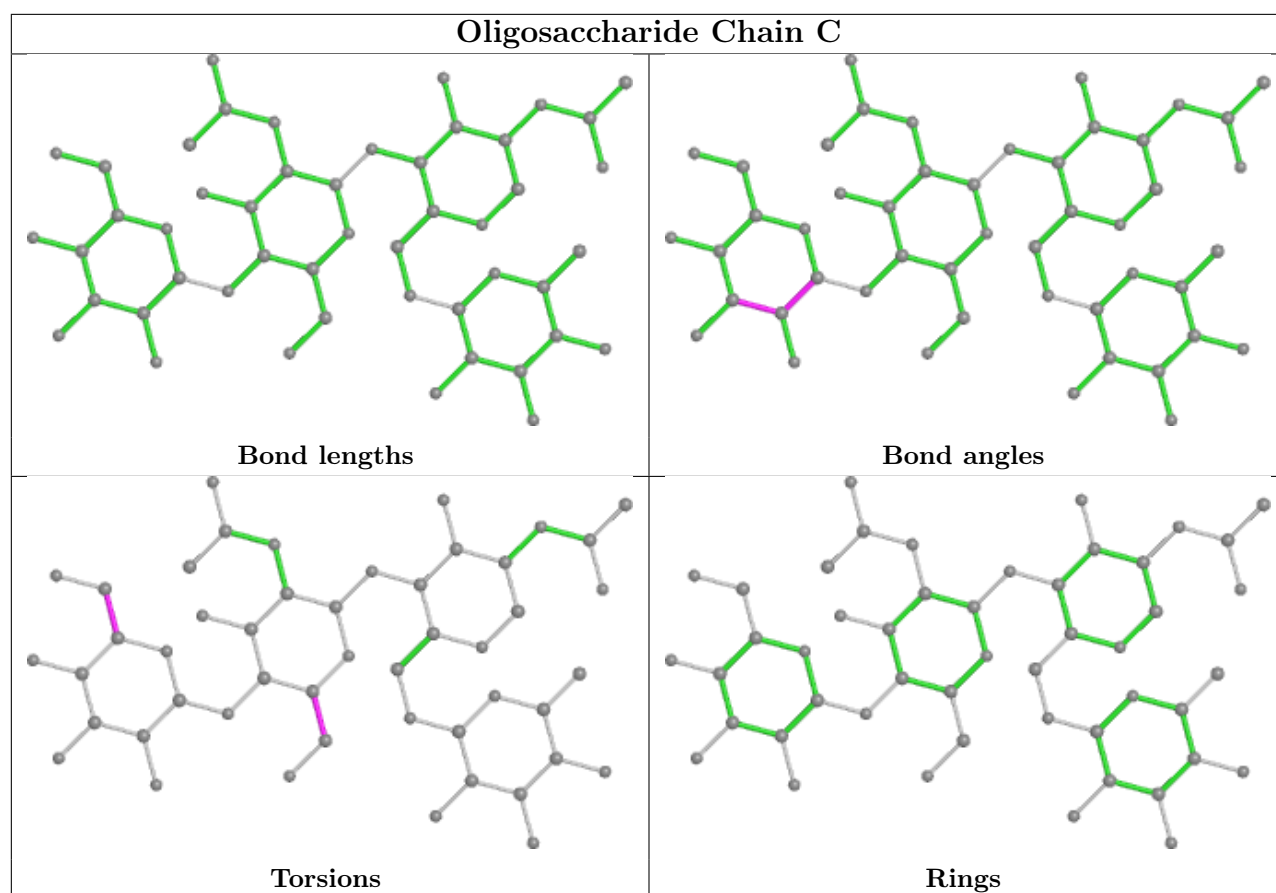 Oligosaccharide Chain C
Bond lengths
Bond angles
Torsions
Rings